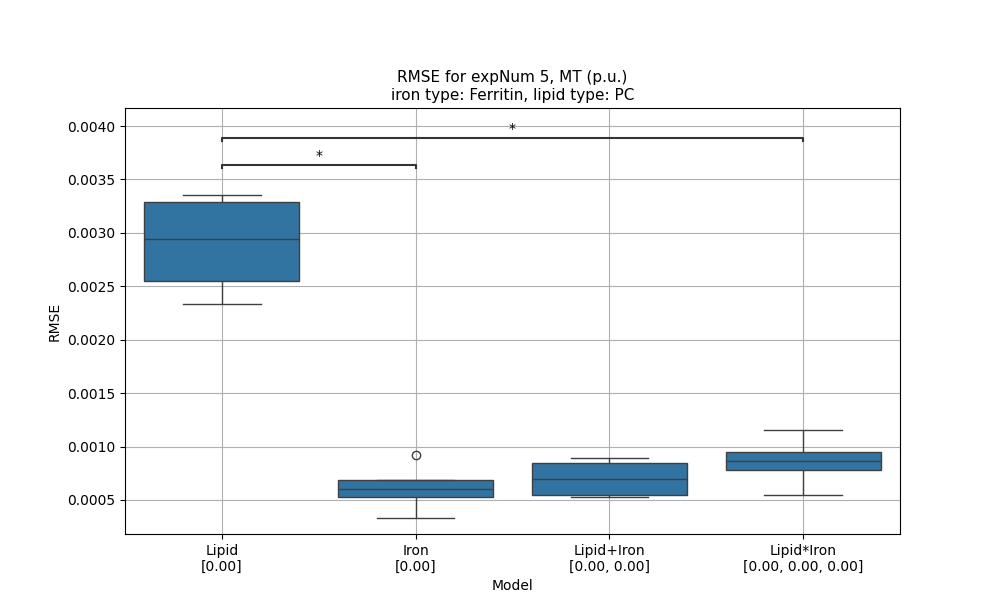 RMSE for expNum 5, MT (p.u.)
iron type: Ferritin, lipid type: PC
0.0040
0.0035
0.0030
0.0025
0.0020
0.0015
0.0010
0.0005
RMSE
*
*
Lipid
[0.00]
Iron
[0.00]
Lipid+Iron
[0.00, 0.00]
Lipid*Iron
[0.00, 0.00, 0.00]
Model